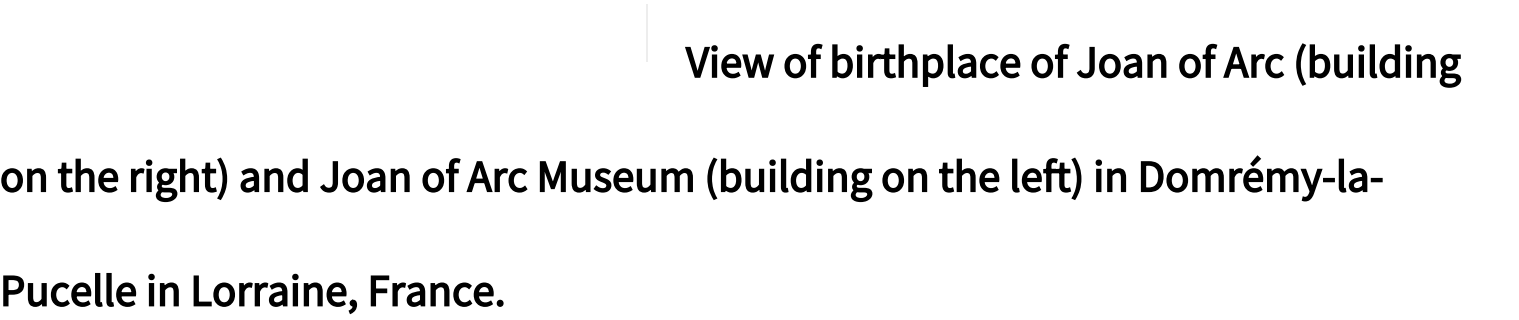 View of birthplace of Joan of Arc (building
on the right) and Joan of Arc Museum (building on the left) in Domrémy-la-
Pucelle in Lorraine, France.